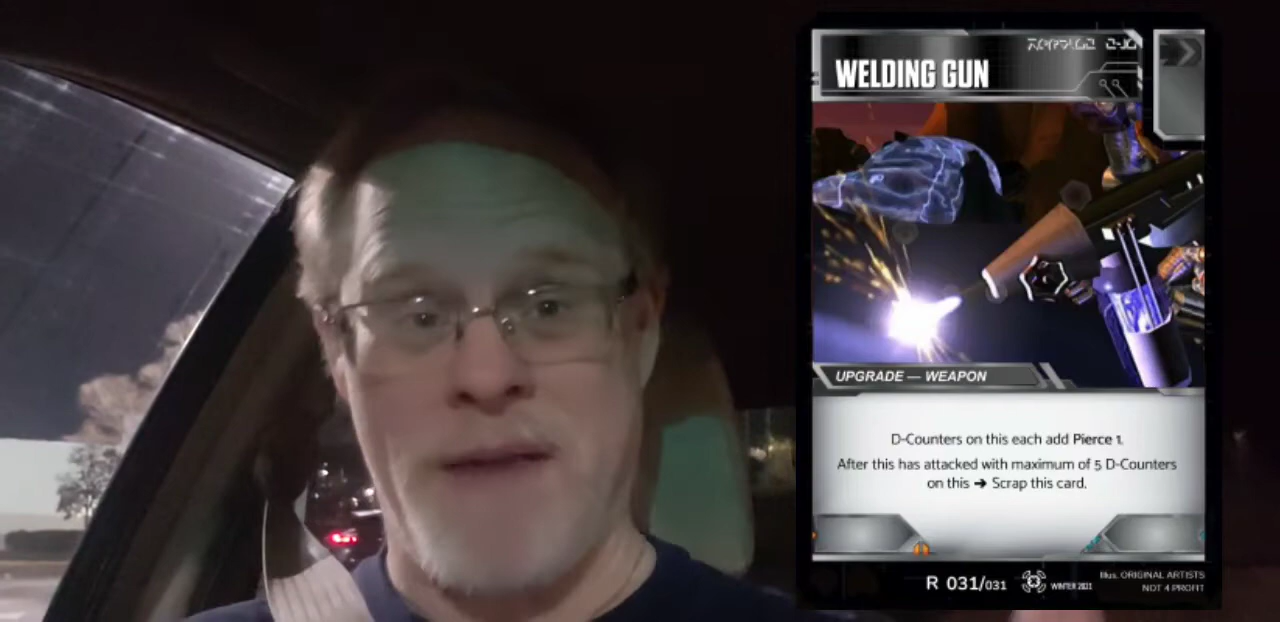 WELDING GUN
UPGRADE — WEAPON
D-Counters on this each add Pierce 1.
After this has attacked with maximum of 5 D-Counters
on this ➔ Scrap this card.
R 031/031
WINTER 2021
Illus. ORIGINAL ARTISTS
NOT 4 PROFIT